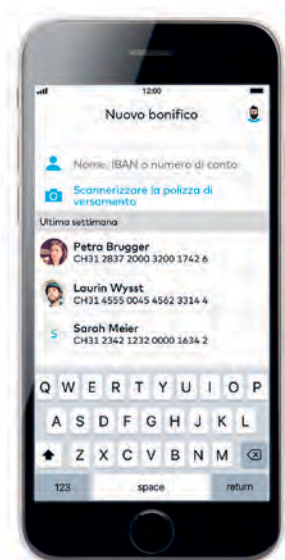 12:00
Nuovo bonifico
Nome, IBAN o numero di conto
Scannerizzare la polizza di
versamento
Ultima settimana
Petra Brugger
CH31 2837 2000 3200 1742 6
Laurin Wysst
CH31 4555 0045 4562 3314 4
S
Sarah Meier
CH31 2342 1232 0000 1634 2
Q W E R T Y U I O P
A S D F G H J K L
Z X C V B N M
123 space return